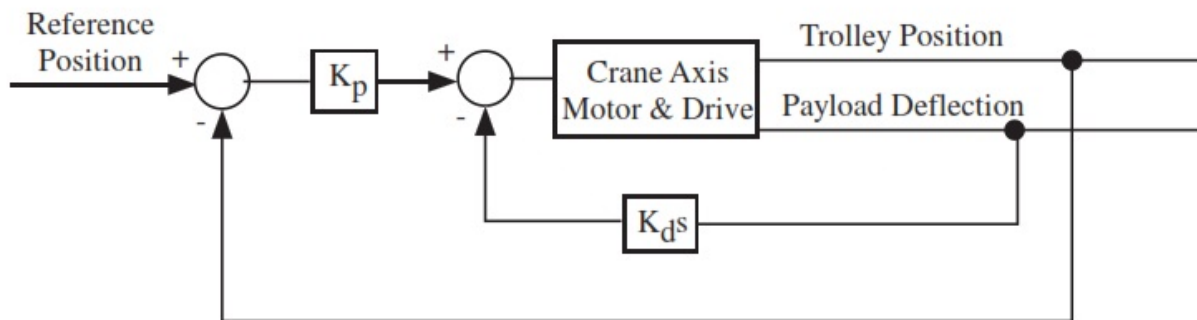 Reference
Position
+
-
Kp
+
-
Crane Axis
Motor & Drive
Trolley Position
Payload Deflection
Kds